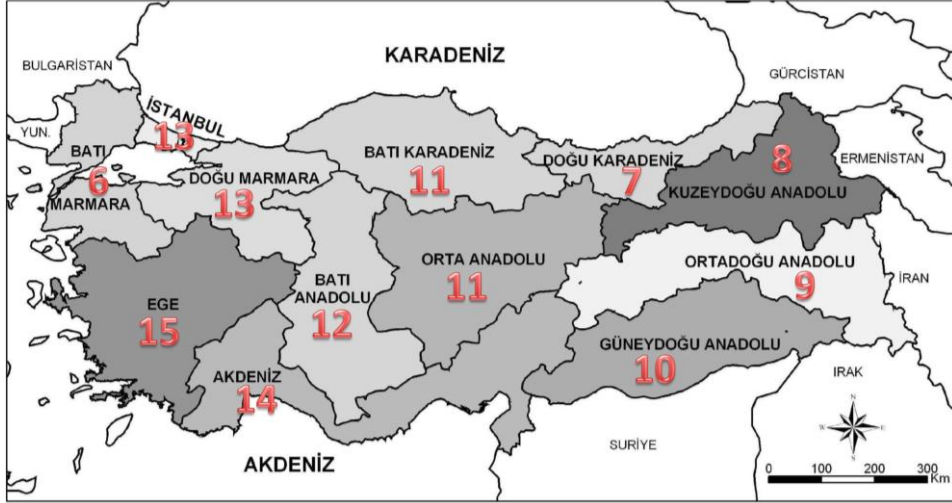 KARADENİZ
BULGARİSTAN
GÜRCİSTAN
YUN.
İSTANBUL
13
ERMENİSTAN
BATI
6
MARMARA
DOĞU MARMARA
13
BATI KARADENİZ
11
DOĞU KARADENİZ
7
8
KUZEYDOĞU ANADOLU
ORTA ANADOLU
11
ORTADOĞU ANADOLU
9
İRAN
BATI
ANADOLU
12
EGE
15
GÜNEYDOĞU ANADOLU
10
AKDENİZ
14
IRAK
SURİYE
AKDENİZ
N
W
E
S
0 100 200 300
Km